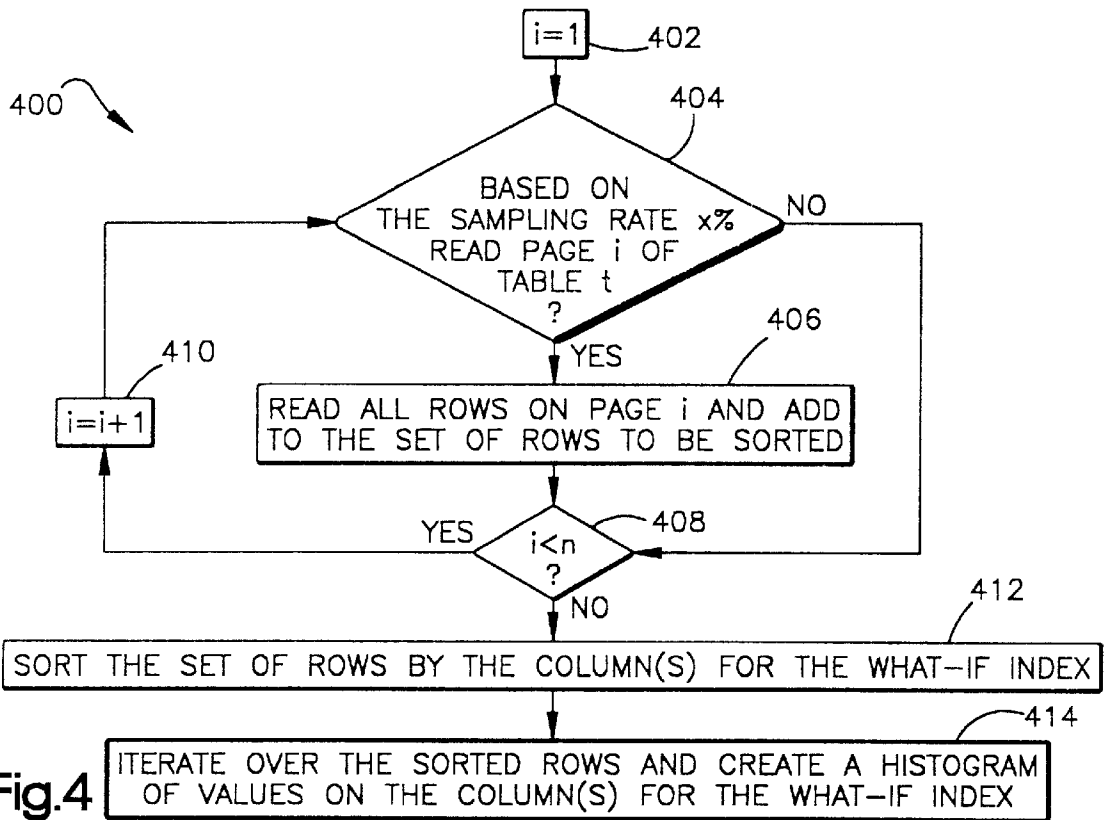 i=1
402
400
404
BASED ON
THE SAMPLING RATE x%
READ PAGE i OF
TABLE t
?
NO
YES
406
410
i=i+1
READ ALL ROWS ON PAGE i AND ADD
TO THE SET OF ROWS TO BE SORTED
YES
408
i<n
?
NO
412
SORT THE SET OF ROWS BY THE COLUMN(S) FOR THE WHAT-IF INDEX
414
ITERATE OVER THE SORTED ROWS AND CREATE A HISTOGRAM
OF VALUES ON THE COLUMN(S) FOR THE WHAT-IF INDEX
Fig.4